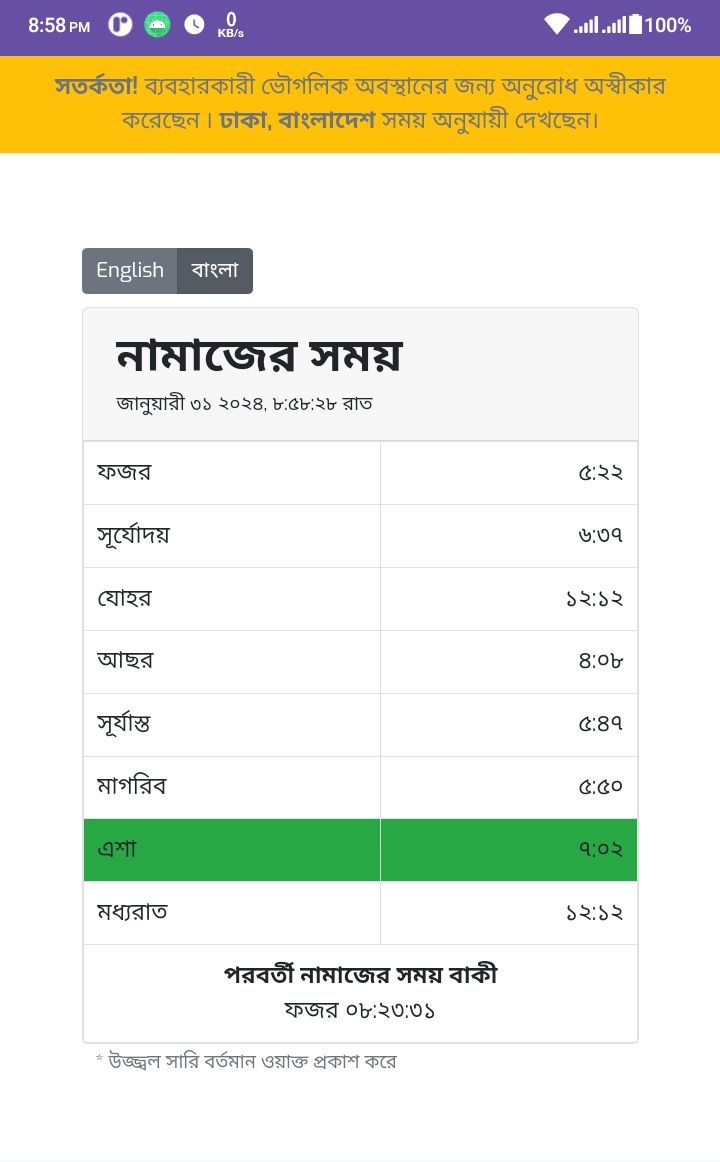 8:58 PM 0 KB/s 100%
সতর্কতা! ব্যবহারকারী ভৌগলিক অবস্থানের জন্য অনুরোধ অস্বীকার
করেছেন। ঢাকা, বাংলাদেশ সময় অনুযায়ী দেখছেন।
English বাংলা
নামাজের সময়
জানুয়ারী ৩১ ২০২৪, ৮:৫৮:২৮ রাত
ফজর ৫:২২
সূর্যোদয় ৬:৩৭
যোহর ১২:১২
আছর ৪:০৮
সূর্যাস্ত ৫:৪৭
মাগরিব ৫:৫০
এশা ৭:০২
মধ্যরাত ১২:১২
পরবর্তী নামাজের সময় বাকী
ফজর ০৮:২৩:৩১
* উজ্জ্বল সারি বর্তমান ওয়াক্ত প্রকাশ করে